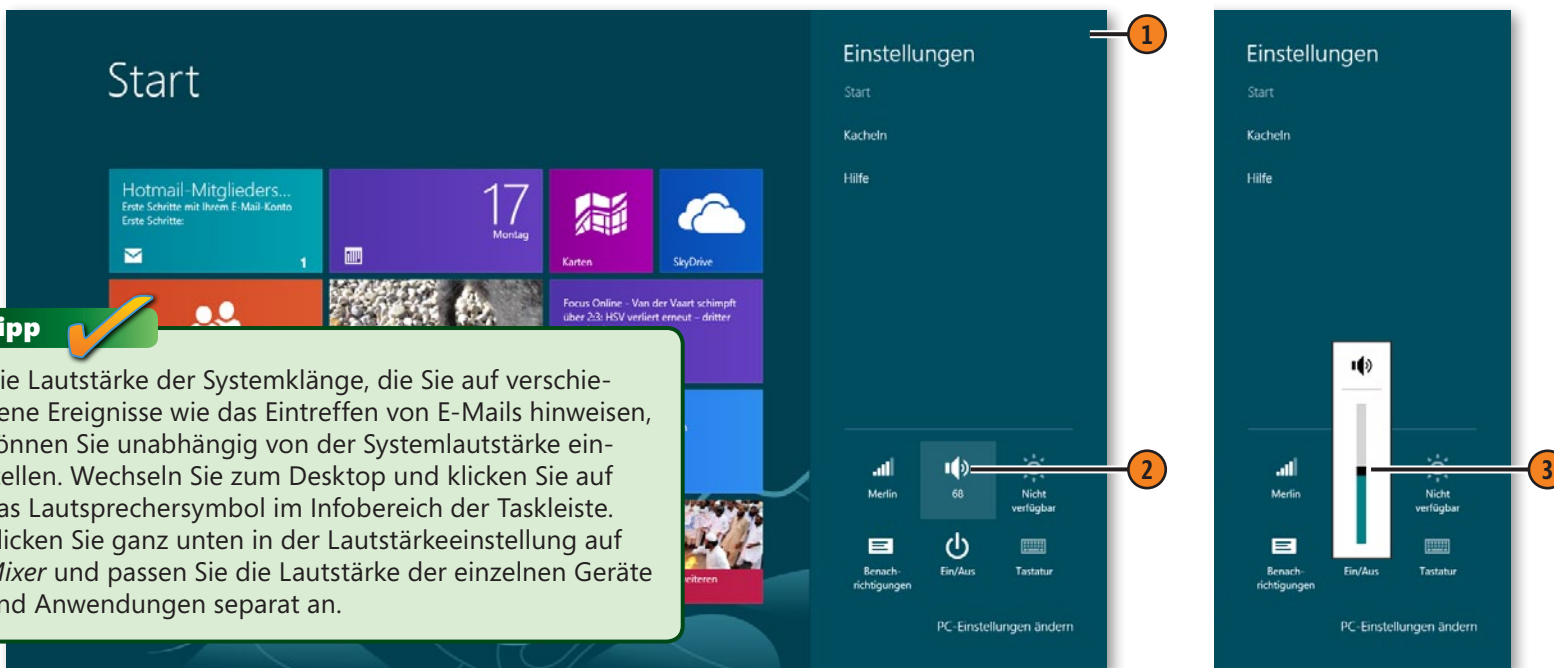 Start
Hotmail-Mitglieders...
Erste Schritte mit Ihrem E-Mail-Konto
Erste Schritte:
1
17
Montag
Karten
SkyDrive
Focus Online - Van der Vaart schimpft
über 2:3: HSV verliert erneut – dritter
eiteren
ipp
ie Lautstärke der Systemklänge, die Sie auf verschie-
ene Ereignisse wie das Eintreffen von E-Mails hinweisen,
önnen Sie unabhängig von der Systemlautstärke ein-
tellen. Wechseln Sie zum Desktop und klicken Sie auf
as Lautsprechersymbol im Infobereich der Taskleiste.
licken Sie ganz unten in der Lautstärkeeinstellung auf
Mixer und passen Sie die Lautstärke der einzelnen Geräte
nd Anwendungen separat an.
Einstellungen
1
Start
Kacheln
Hilfe
Merlin
68
Nicht
verfügbar
2
Benach-
richtigungen
Ein/Aus
Tastatur
PC-Einstellungen ändern
Einstellungen
Start
Kacheln
Hilfe
3
Merlin
Nicht
verfügbar
Benach-
richtigungen
Ein/Aus
Tastatur
PC-Einstellungen ändern